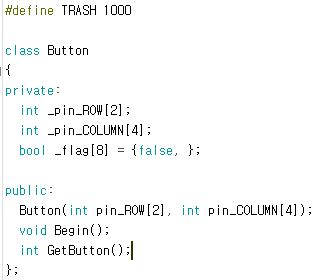 #define TRASH 1000
class Button
{
private:
int _pin_ROW[2];
int _pin_COLUMN[4];
bool _flag[8] = {false, };
public:
Button(int pin_ROW[2], int pin_COLUMN[4]);
void Begin();
int GetButton();
};